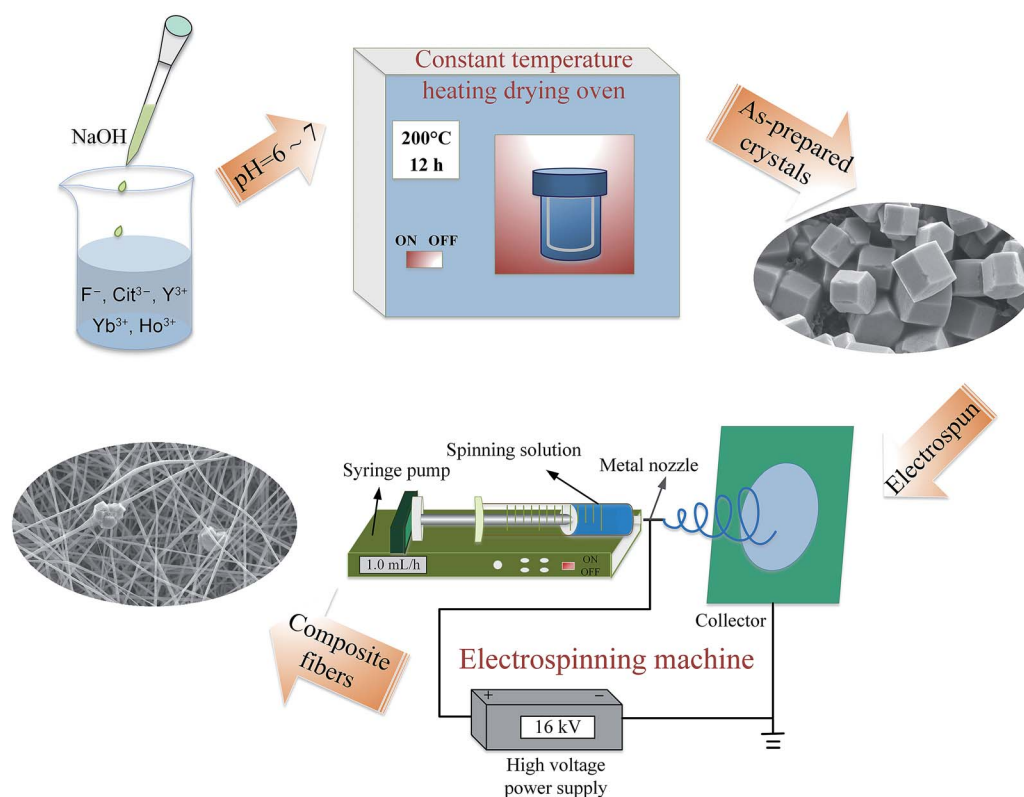 NaOH
F⁻, Cit³⁻, Y³⁺
Yb³⁺, Ho³⁺
pH=6 ~ 7
Constant temperature
heating drying oven
200°C
12 h
ON OFF
As-prepared
crystals
Electrospun
Spinning solution
Syringe pump
Metal nozzle
1.0 mL/h
ON
OFF
Collector
Composite
fibers
Electrospinning machine
+ −
16 kV
High voltage
power supply